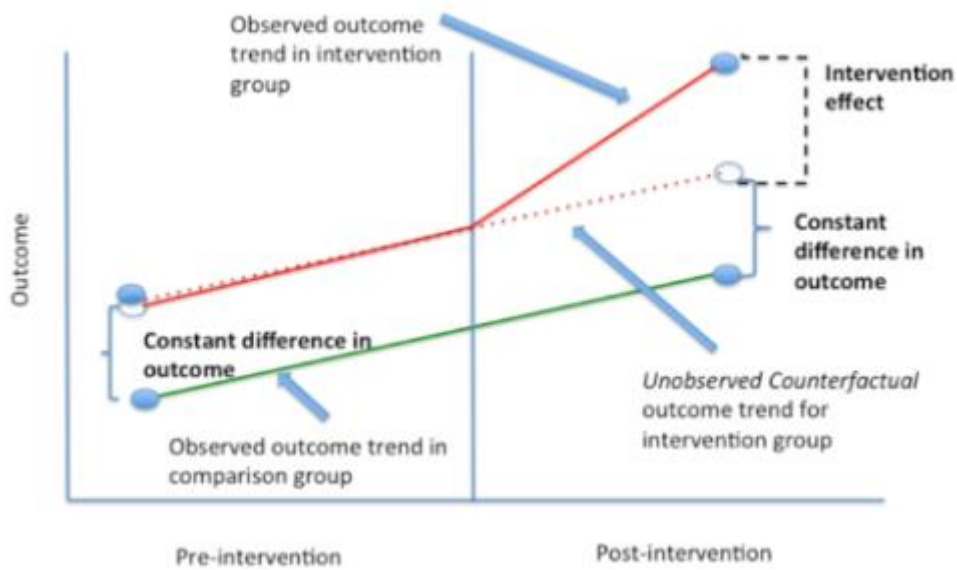 Observed outcome
trend in intervention
group
Intervention
effect
Constant
difference in
outcome
Outcome
Constant difference in
outcome
Unobserved Counterfactual
outcome trend for
intervention group
Observed outcome trend in
comparison group
Pre-intervention
Post-intervention